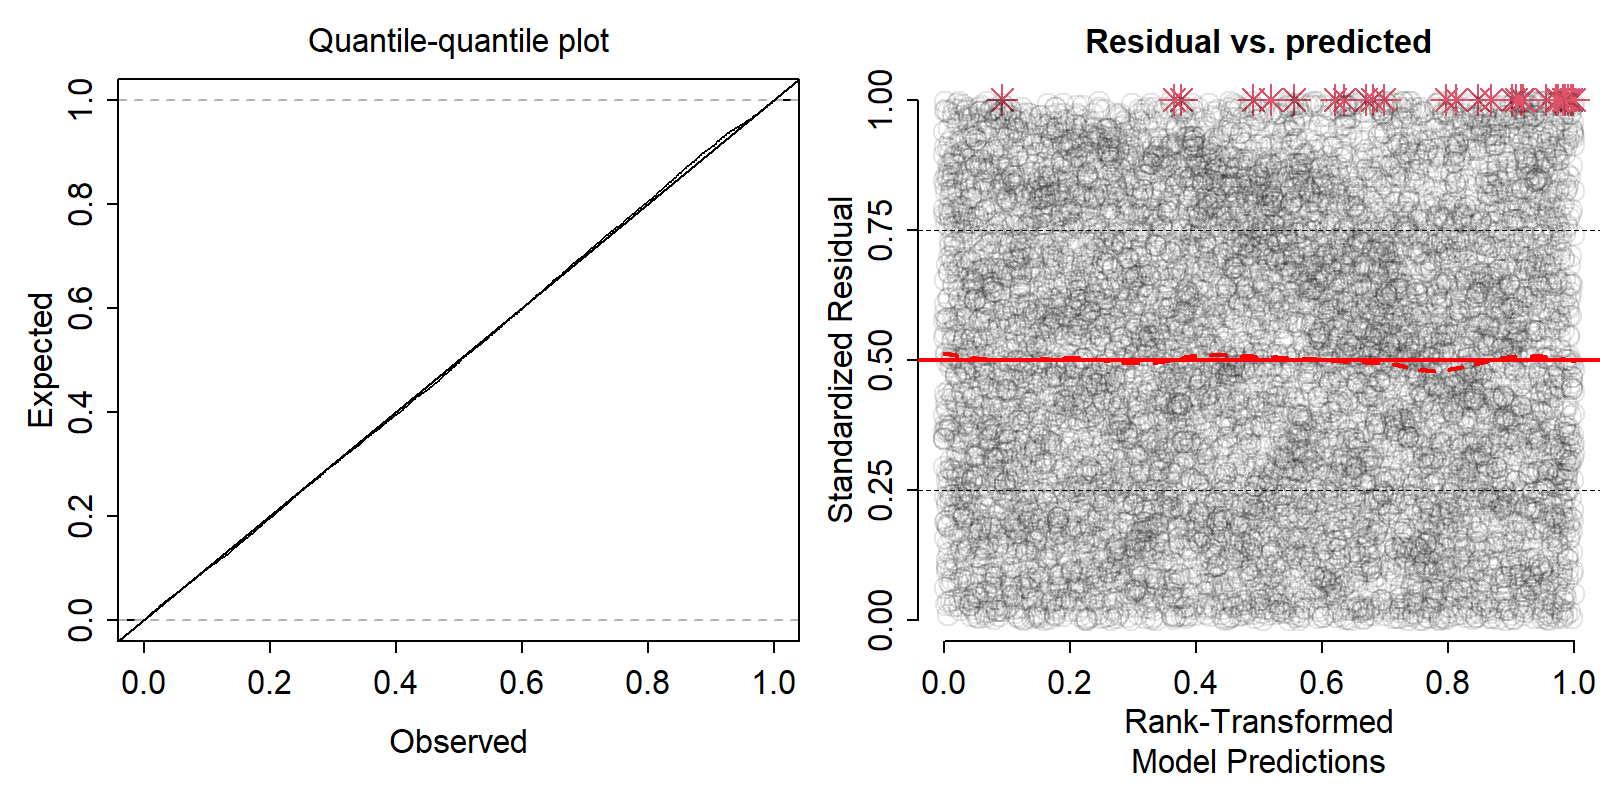 Quantile-quantile plot
Expected
0.0 0.2 0.4 0.6 0.8 1.0
0.0 0.2 0.4 0.6 0.8 1.0
Observed
Residual vs. predicted
Standardized Residual
0.00 0.25 0.50 0.75 1.00
0.0 0.2 0.4 0.6 0.8 1.0
Rank-Transformed
Model Predictions